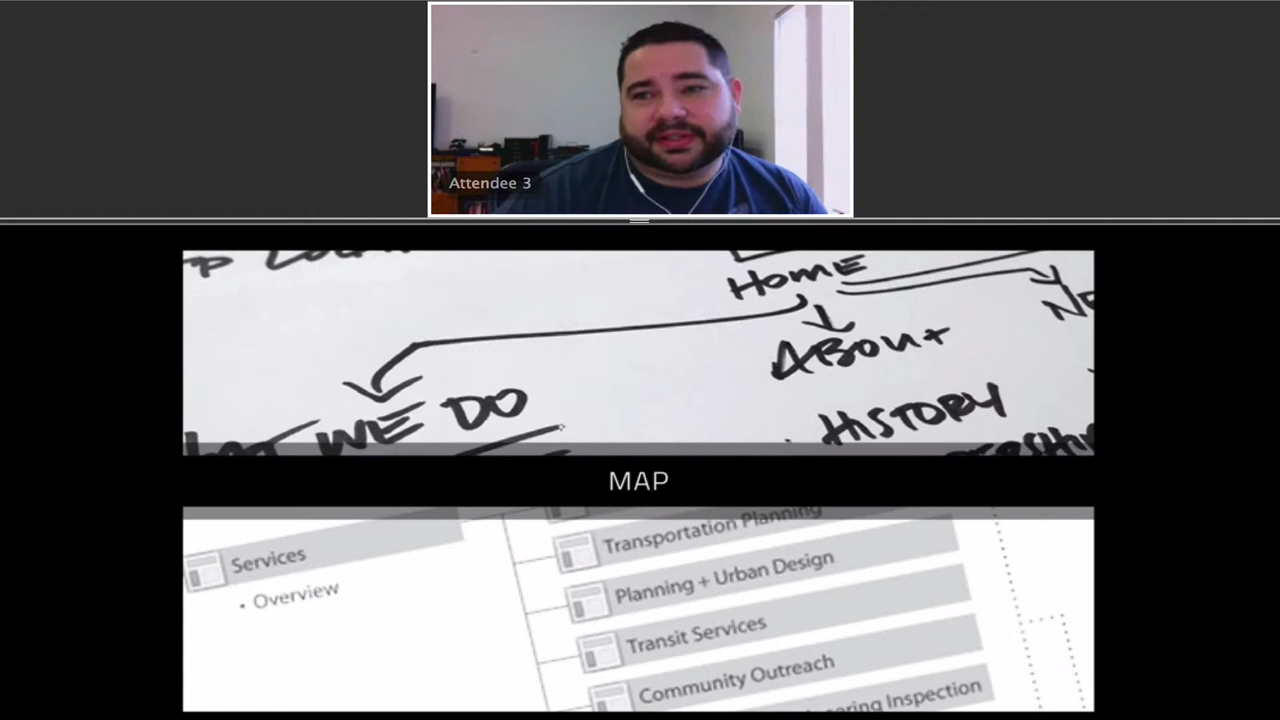 Attendee 3
HOME
ABOUT
WE DO
HISTORY
MAP
Transportation Planning
Services
Planning + Urban Design
• Overview
Transit Services
Community Outreach
Inspection